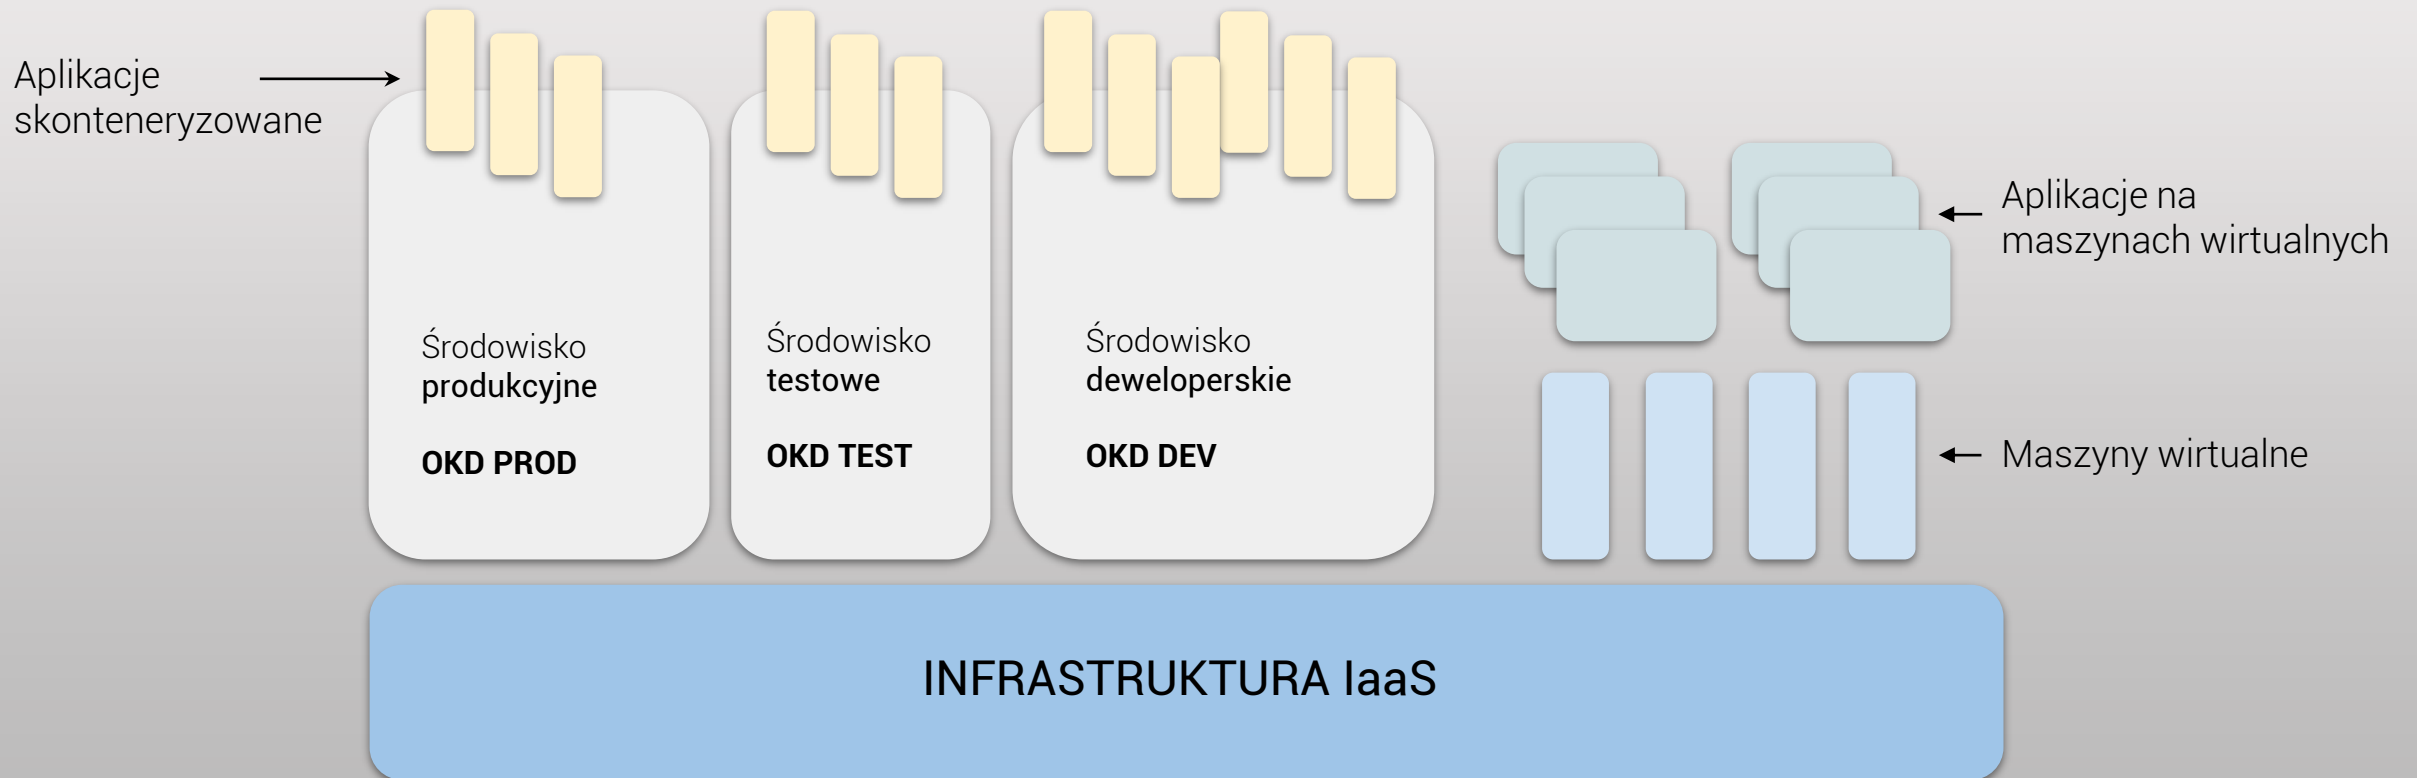 Aplikacje
skonteneryzowane
Środowisko
produkcyjne
OKD PROD
Środowisko
testowe
OKD TEST
Środowisko
deweloperskie
OKD DEV
Aplikacje na
maszynach wirtualnych
Maszyny wirtualne
INFRASTRUKTURA IaaS